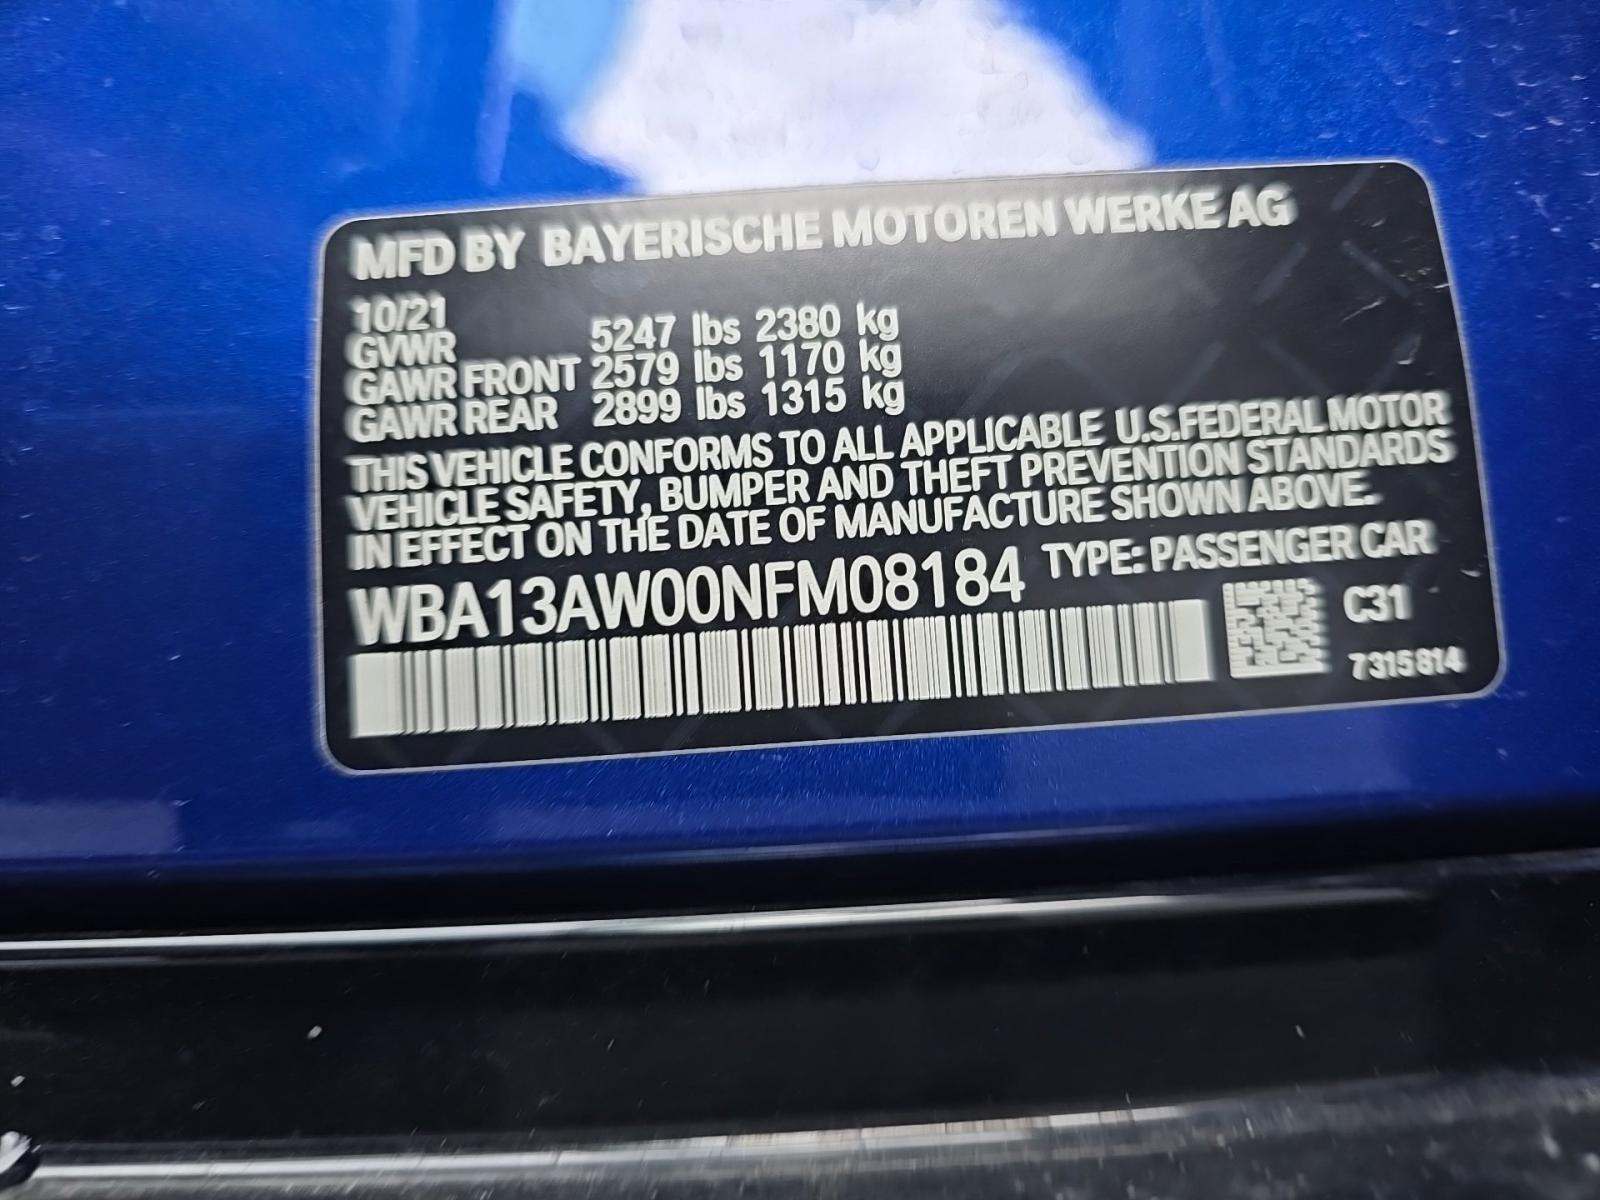 MFD BY BAYERISCHE MOTOREN WERKE AG
10/21
GVWR 5247 lbs 2380 kg
GAWR FRONT 2579 lbs 1170 kg
GAWR REAR 2899 lbs 1315 kg
THIS VEHICLE CONFORMS TO ALL APPLICABLE U.S.FEDERAL MOTOR
VEHICLE SAFETY, BUMPER AND THEFT PREVENTION STANDARDS
IN EFFECT ON THE DATE OF MANUFACTURE SHOWN ABOVE.
WBA13AW00NFM08184 TYPE: PASSENGER CAR
C31
7315814